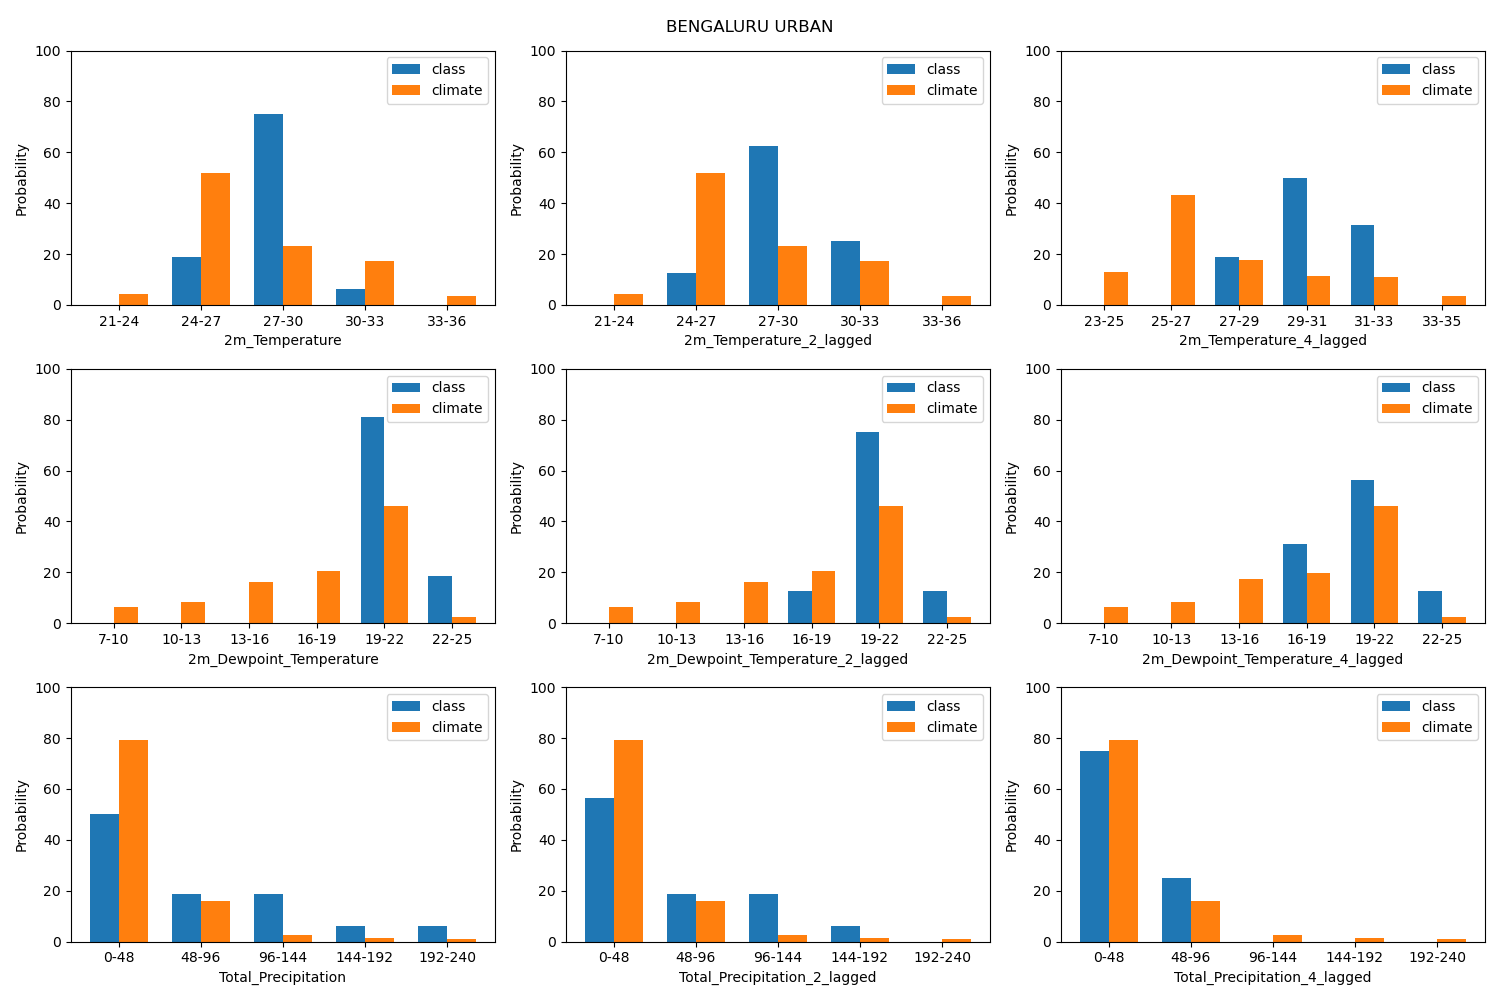 BENGALURU URBAN
100
80
60
40
20
0
Probability
class
climate
21-24 24-27 27-30 30-33 33-36
2m_Temperature
100
80
60
40
20
0
Probability
class
climate
21-24 24-27 27-30 30-33 33-36
2m_Temperature_2_lagged
100
80
60
40
20
0
Probability
class
climate
23-25 25-27 27-29 29-31 31-33 33-35
2m_Temperature_4_lagged
100
80
60
40
20
0
Probability
class
climate
7-10 10-13 13-16 16-19 19-22 22-25
2m_Dewpoint_Temperature
100
80
60
40
20
0
Probability
class
climate
7-10 10-13 13-16 16-19 19-22 22-25
2m_Dewpoint_Temperature_2_lagged
100
80
60
40
20
0
Probability
class
climate
7-10 10-13 13-16 16-19 19-22 22-25
2m_Dewpoint_Temperature_4_lagged
100
80
60
40
20
0
Probability
class
climate
0-48 48-96 96-144 144-192 192-240
Total_Precipitation
100
80
60
40
20
0
Probability
class
climate
0-48 48-96 96-144 144-192 192-240
Total_Precipitation_2_lagged
100
80
60
40
20
0
Probability
class
climate
0-48 48-96 96-144 144-192 192-240
Total_Precipitation_4_lagged